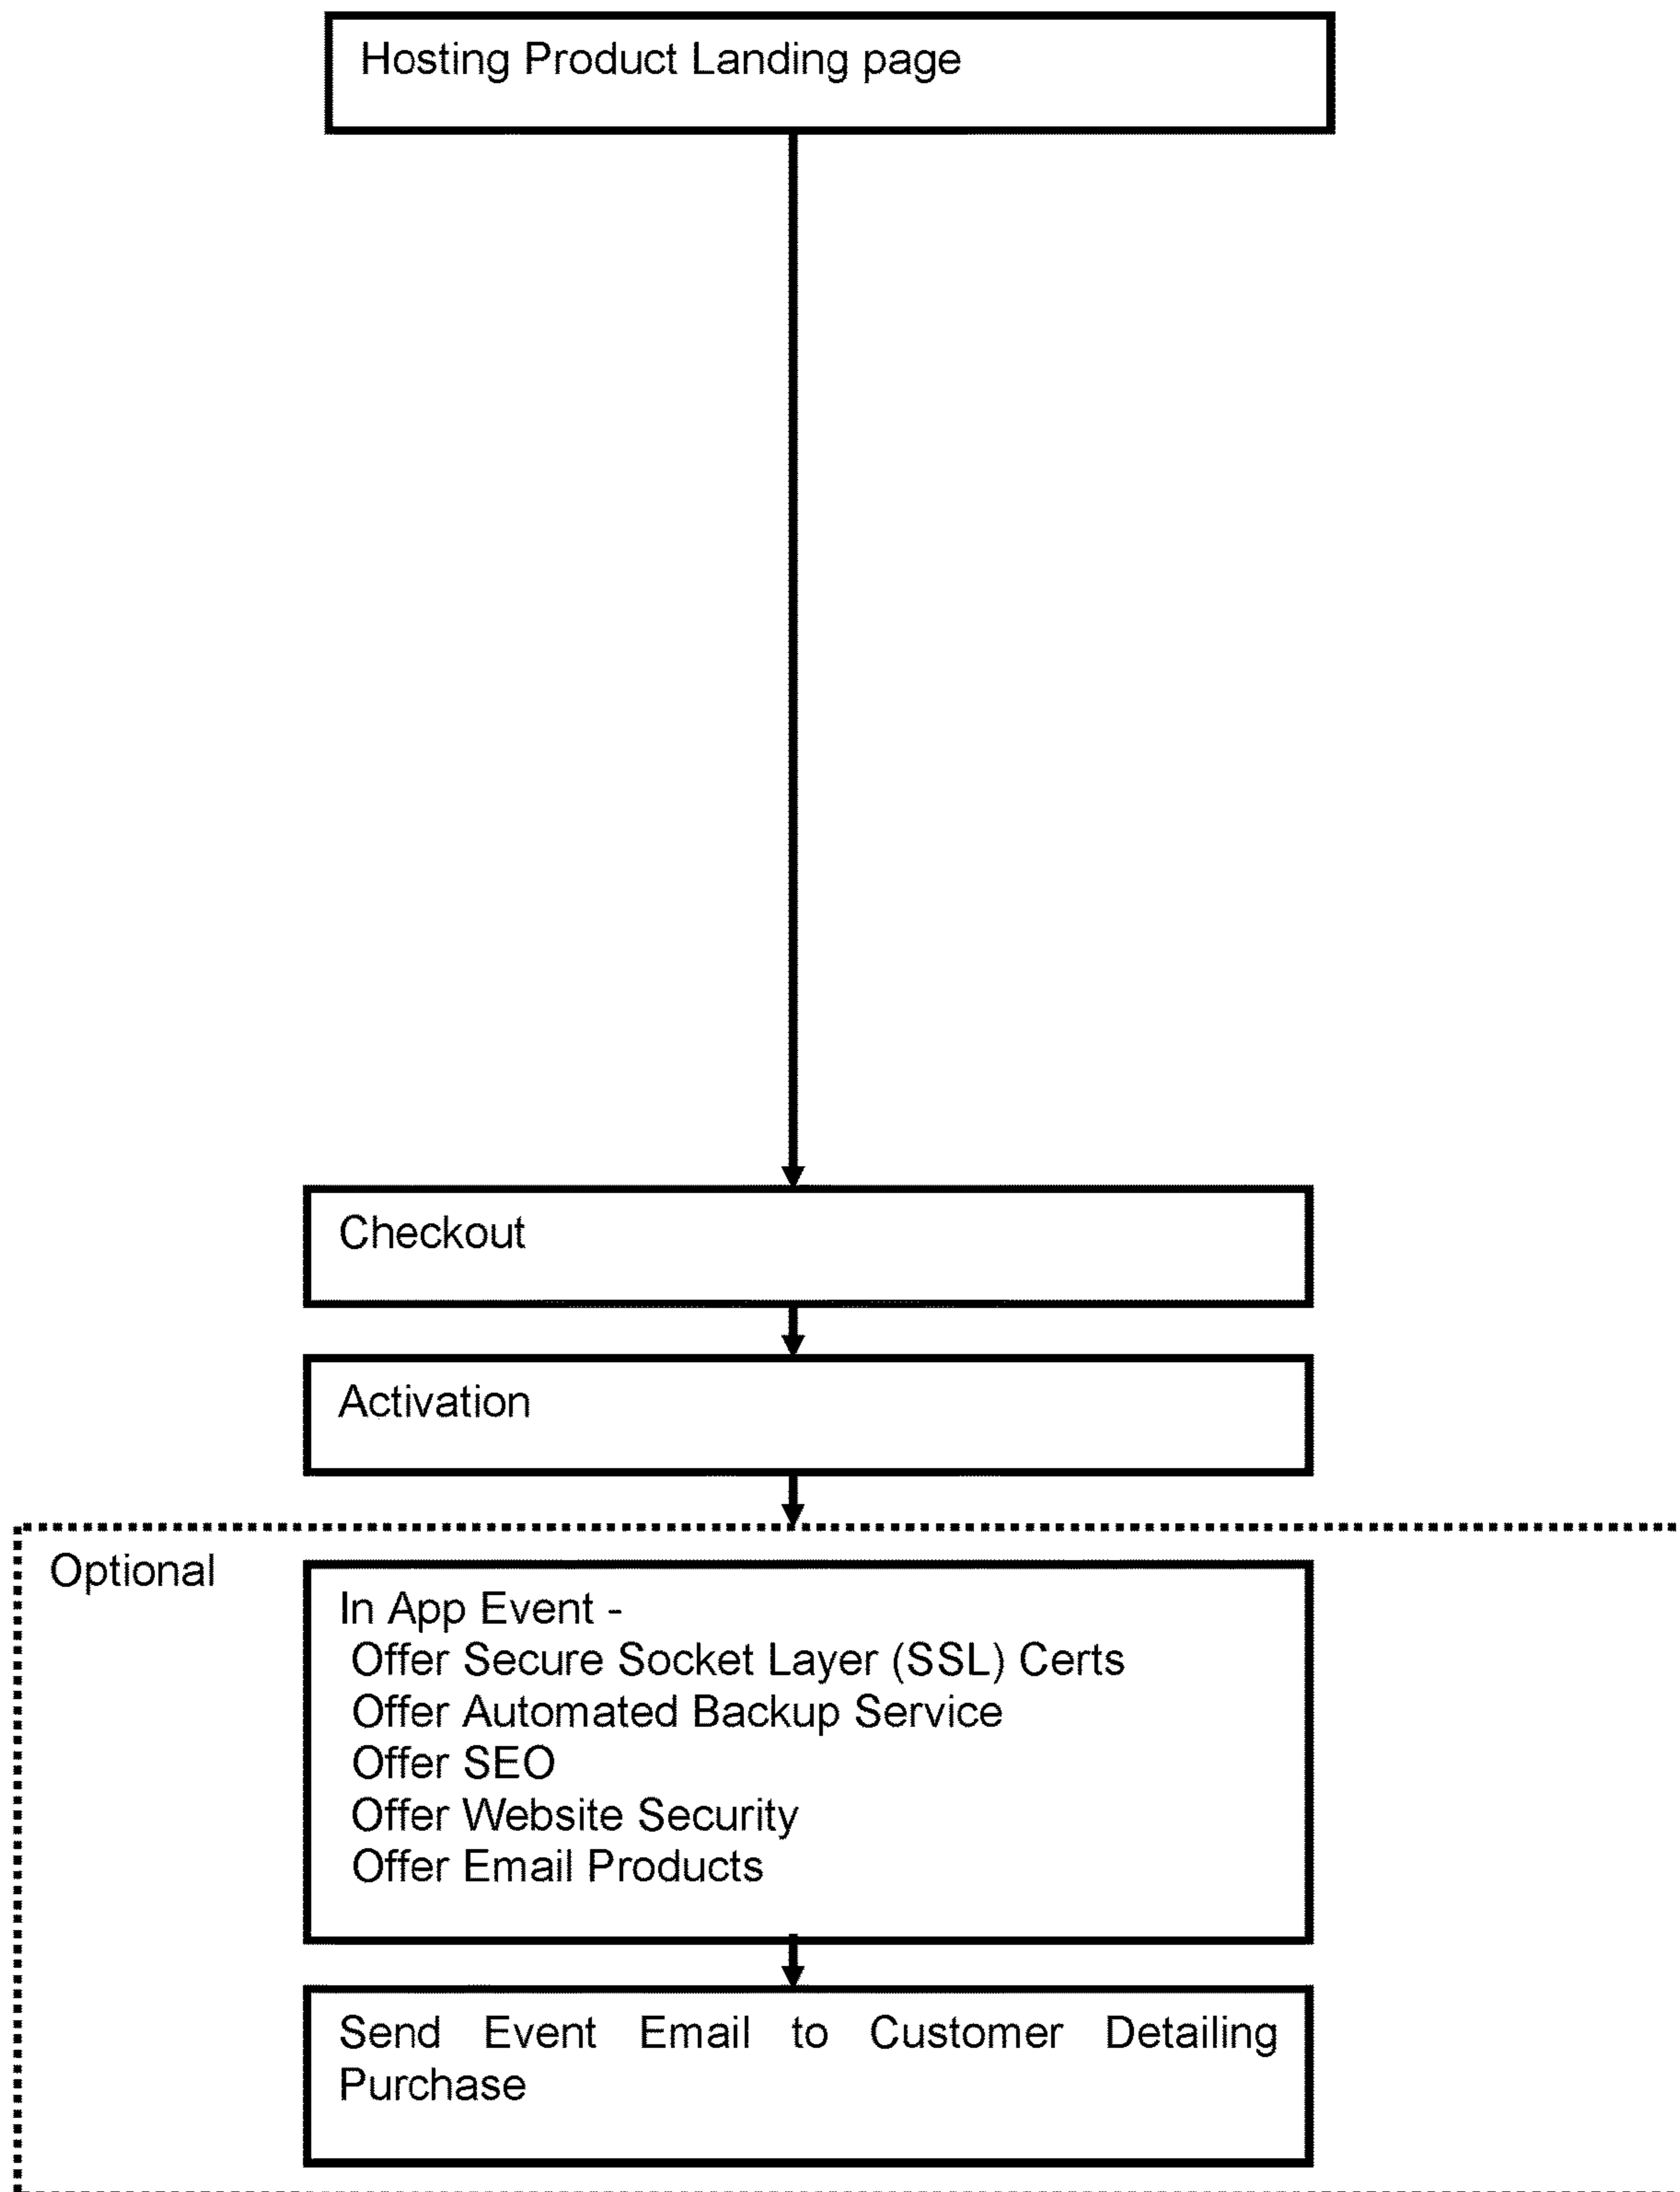 Hosting Product Landing page
Checkout
Activation
Optional
In App Event -
Offer Secure Socket Layer (SSL) Certs
Offer Automated Backup Service
Offer SEO
Offer Website Security
Offer Email Products
Send Event Email to Customer Detailing
Purchase